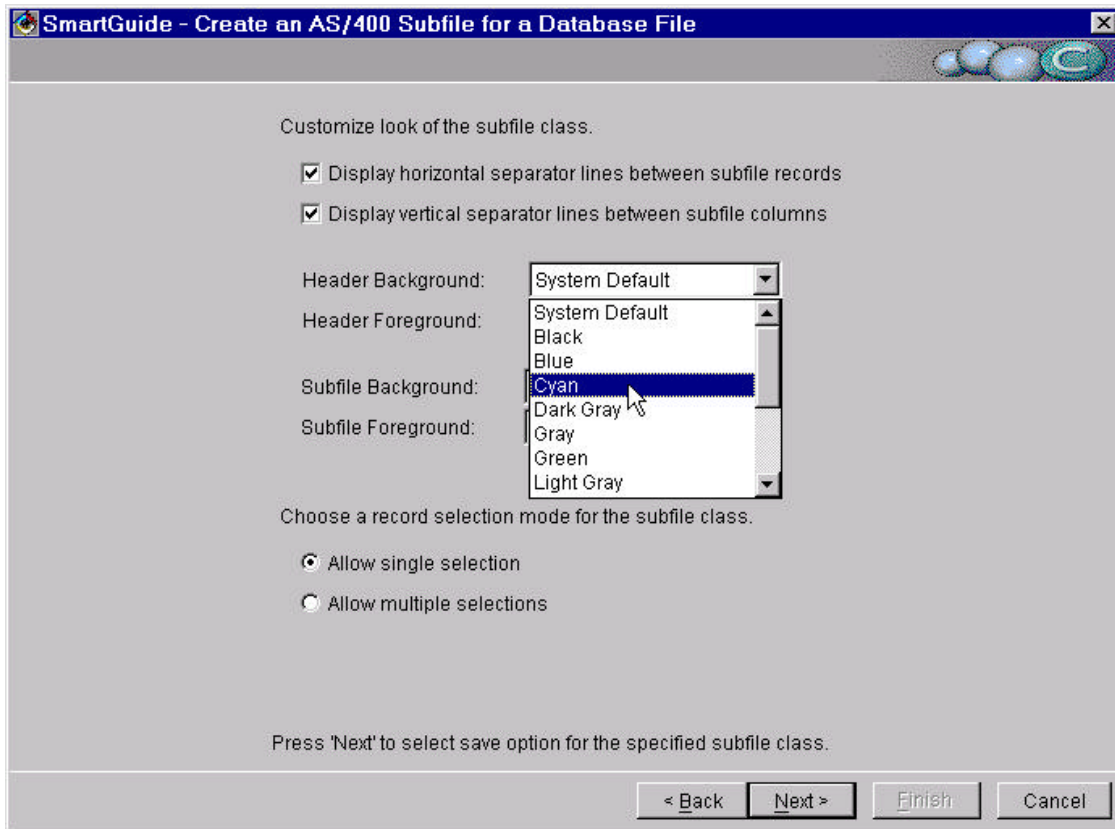 SmartGuide - Create an AS/400 Subfile for a Database File
C
Customize look of the subfile class.
Display horizontal separator lines between subfile records
Display vertical separator lines between subfile columns
Header Background: System Default
System Default
Header Foreground:
Black
Blue
Subfile Background: Cyan
Dark Gray
Subfile Foreground: Gray
Green
Light Gray
Choose a record selection mode for the subfile class.
Allow single selection
Allow multiple selections
Press 'Next' to select save option for the specified subfile class.
< Back Next > Finish Cancel